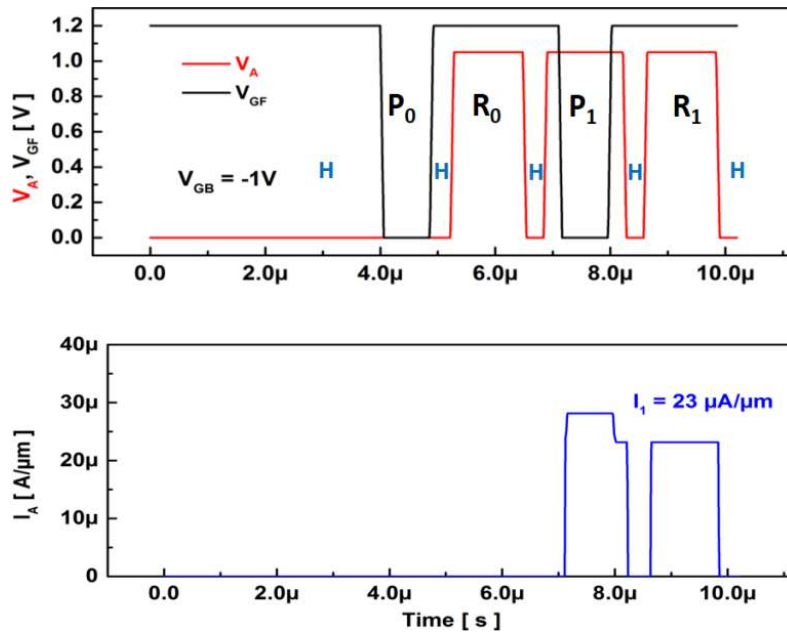 V_A, V_GF [ V ]
1.2
1.0
0.8
0.6
0.4
0.2
0.0
V_A
V_GF
P_0
R_0
P_1
R_1
V_GB = -1V
H
H
H
H
H
0.0
2.0µ
4.0µ
6.0µ
8.0µ
10.0µ
I_A [ A/µm ]
40µ
30µ
20µ
10µ
0
I_1 = 23 µA/µm
0.0
2.0µ
4.0µ
6.0µ
8.0µ
10.0µ
Time [ s ]